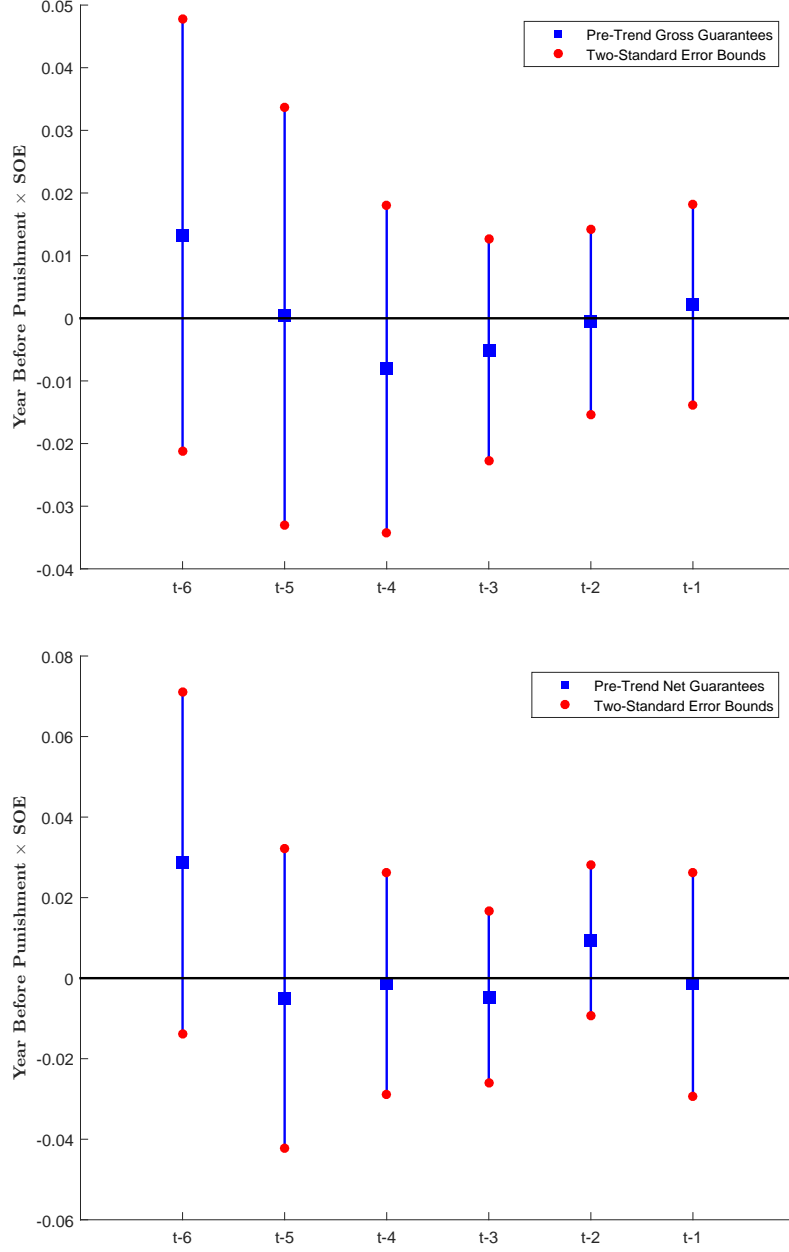 0.05
0.04
0.03
0.02
0.01
0
-0.01
-0.02
-0.03
-0.04
Year Before Punishment × SOE
Pre-Trend Gross Guarantees
Two-Standard Error Bounds
t-6 t-5 t-4 t-3 t-2 t-1
0.08
0.06
0.04
0.02
0
-0.02
-0.04
-0.06
Year Before Punishment × SOE
Pre-Trend Net Guarantees
Two-Standard Error Bounds
t-6 t-5 t-4 t-3 t-2 t-1